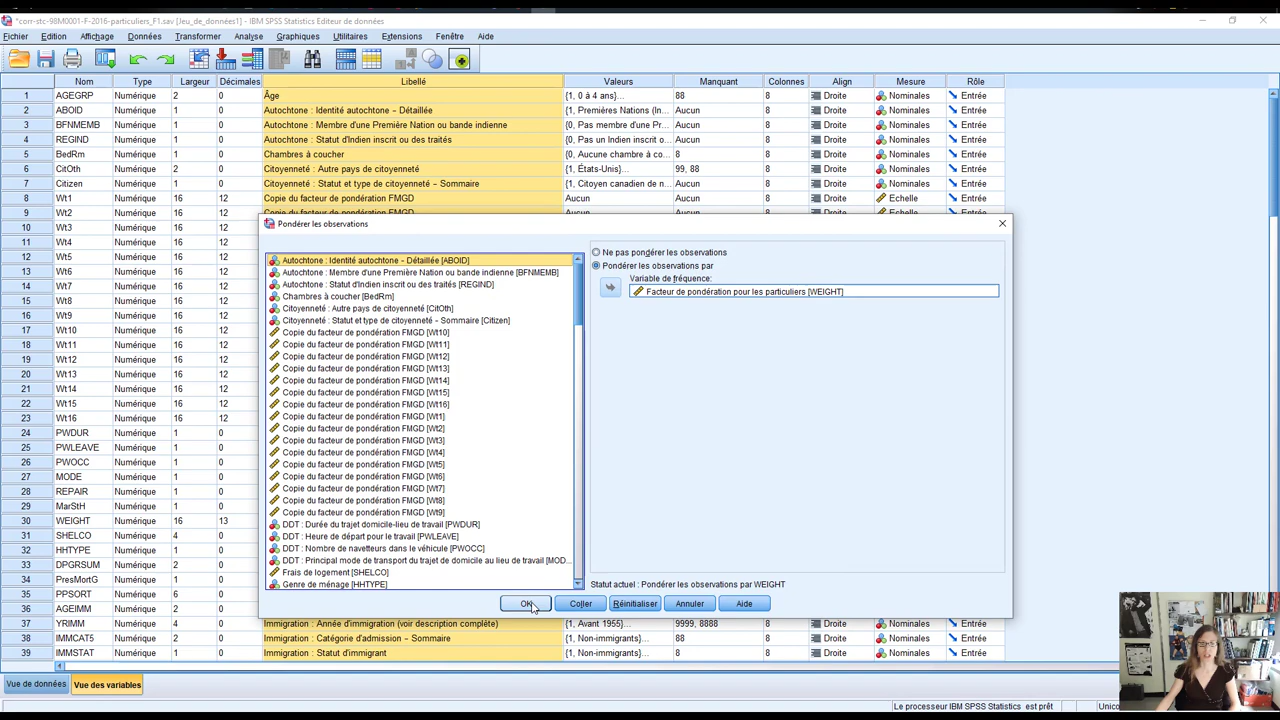 *corr-stc-98M0001-F-2016-particuliers_F1.sav [Jeu_de_données1] - IBM SPSS Statistics Editeur de données
Fichier Edition Affichage Données Transformer Analyse Graphiques Utilitaires Extensions Fenêtre Aide
Nom Type Largeur Décimales Libellé Valeurs Manquant Colonnes Align Mesure Rôle
1 AGEGRP Numérique 2 0 Âge {1, 0 à 4 ans}... 88 8 Droite Nominales Entrée
2 ABOID Numérique 1 0 Autochtone : Identité autochtone – Détaillée {1, Premières Nations (In... Aucun 8 Droite Nominales Entrée
3 BFNMEMB Numérique 1 0 Autochtone : Membre d'une Première Nation ou bande indienne {0, Pas membre d'une Pr... Aucun 8 Droite Nominales Entrée
4 REGIND Numérique 1 0 Autochtone : Statut d'Indien inscrit ou des traités {0, Pas un Indien inscrit o... Aucun 8 Droite Nominales Entrée
5 BedRm Numérique 1 0 Chambres à coucher {0, Aucune chambre à co... 8 8 Droite Nominales Entrée
6 CitOth Numérique 2 0 Citoyenneté : Autre pays de citoyenneté {1, États-Unis}... 99, 88 8 Droite Nominales Entrée
7 Citizen Numérique 1 0 Citoyenneté : Statut et type de citoyenneté – Sommaire {1, Citoyen canadien de n... Aucun 8 Droite Nominales Entrée
8 Wt1 Numérique 16 12 Copie du facteur de pondération FMGD Aucun Aucun 8 Droite Echelle Entrée
9 Wt2 Numérique 16 12 Copie du facteur de pondération FMGD Aucun Aucun 8 Droite Echelle Entrée
10 Wt3 Numérique 16 12
11 Wt4 Numérique 16 12
12 Wt5 Numérique 16 12
13 Wt6 Numérique 16 12
14 Wt7 Numérique 16 12
15 Wt8 Numérique 16 12
16 Wt9 Numérique 16 12
17 Wt10 Numérique 16 12
18 Wt11 Numérique 16 12
19 Wt12 Numérique 16 12
20 Wt13 Numérique 16 12
21 Wt14 Numérique 16 12
22 Wt15 Numérique 16 12
23 Wt16 Numérique 16 12
24 PWDUR Numérique 1 0
25 PWLEAVE Numérique 1 0
26 PWOCC Numérique 1 0
27 MODE Numérique 1 0
28 REPAIR Numérique 1 0
29 MarStH Numérique 1 0
30 WEIGHT Numérique 16 13
31 SHELCO Numérique 4 0
32 HHTYPE Numérique 2 0
33 DPGRSUM Numérique 2 0
34 PresMortG Numérique 1 0
35 PPSORT Numérique 6 0
36 AGEIMM Numérique 2 0
37 YRIMM Numérique 4 0 Immigration : Année d'immigration (voir description complète) {1, Avant 1955}... 9999, 8888 8 Droite Nominales Entrée
38 IMMCAT5 Numérique 2 0 Immigration : Catégorie d'admission – Sommaire {1, Non-immigrants}... 88 8 Droite Nominales Entrée
39 IMMSTAT Numérique 1 0 Immigration : Statut d'immigrant {1, Non-immigrants}... 8 Droite Nominales Entrée
Pondérer les observations
Autochtone : Identité autochtone – Détaillée [ABOID]
Autochtone : Membre d'une Première Nation ou bande indienne [BFNMEMB]
Autochtone : Statut d'Indien inscrit ou des traités [REGIND]
Chambres à coucher [BedRm]
Citoyenneté : Autre pays de citoyenneté [CitOth]
Citoyenneté : Statut et type de citoyenneté – Sommaire [Citizen]
Copie du facteur de pondération FMGD [Wt10]
Copie du facteur de pondération FMGD [Wt11]
Copie du facteur de pondération FMGD [Wt12]
Copie du facteur de pondération FMGD [Wt13]
Copie du facteur de pondération FMGD [Wt14]
Copie du facteur de pondération FMGD [Wt15]
Copie du facteur de pondération FMGD [Wt16]
Copie du facteur de pondération FMGD [Wt1]
Copie du facteur de pondération FMGD [Wt2]
Copie du facteur de pondération FMGD [Wt3]
Copie du facteur de pondération FMGD [Wt4]
Copie du facteur de pondération FMGD [Wt5]
Copie du facteur de pondération FMGD [Wt6]
Copie du facteur de pondération FMGD [Wt7]
Copie du facteur de pondération FMGD [Wt8]
Copie du facteur de pondération FMGD [Wt9]
DDT : Durée du trajet domicile-lieu de travail [PWDUR]
DDT : Heure de départ pour le travail [PWLEAVE]
DDT : Nombre de navetteurs dans le véhicule [PWOCC]
DDT : Principal mode de transport du trajet de domicile au lieu de travail [MOD...
Frais de logement [SHELCO]
Genre de ménage [HHTYPE]
Ne pas pondérer les observations
Pondérer les observations par
Variable de fréquence:
Facteur de pondération pour les particuliers [WEIGHT]
Statut actuel : Pondérer les observations par WEIGHT
OK Coller Réinitialiser Annuler Aide
Vue de données Vue des variables
Le processeur IBM SPSS Statistics est prêt Unico